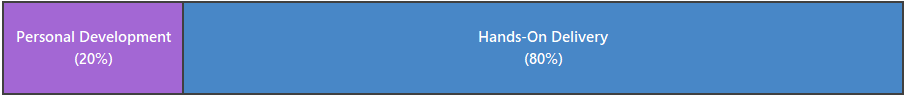 Personal Development
(20%)
Hands-On Delivery
(80%)